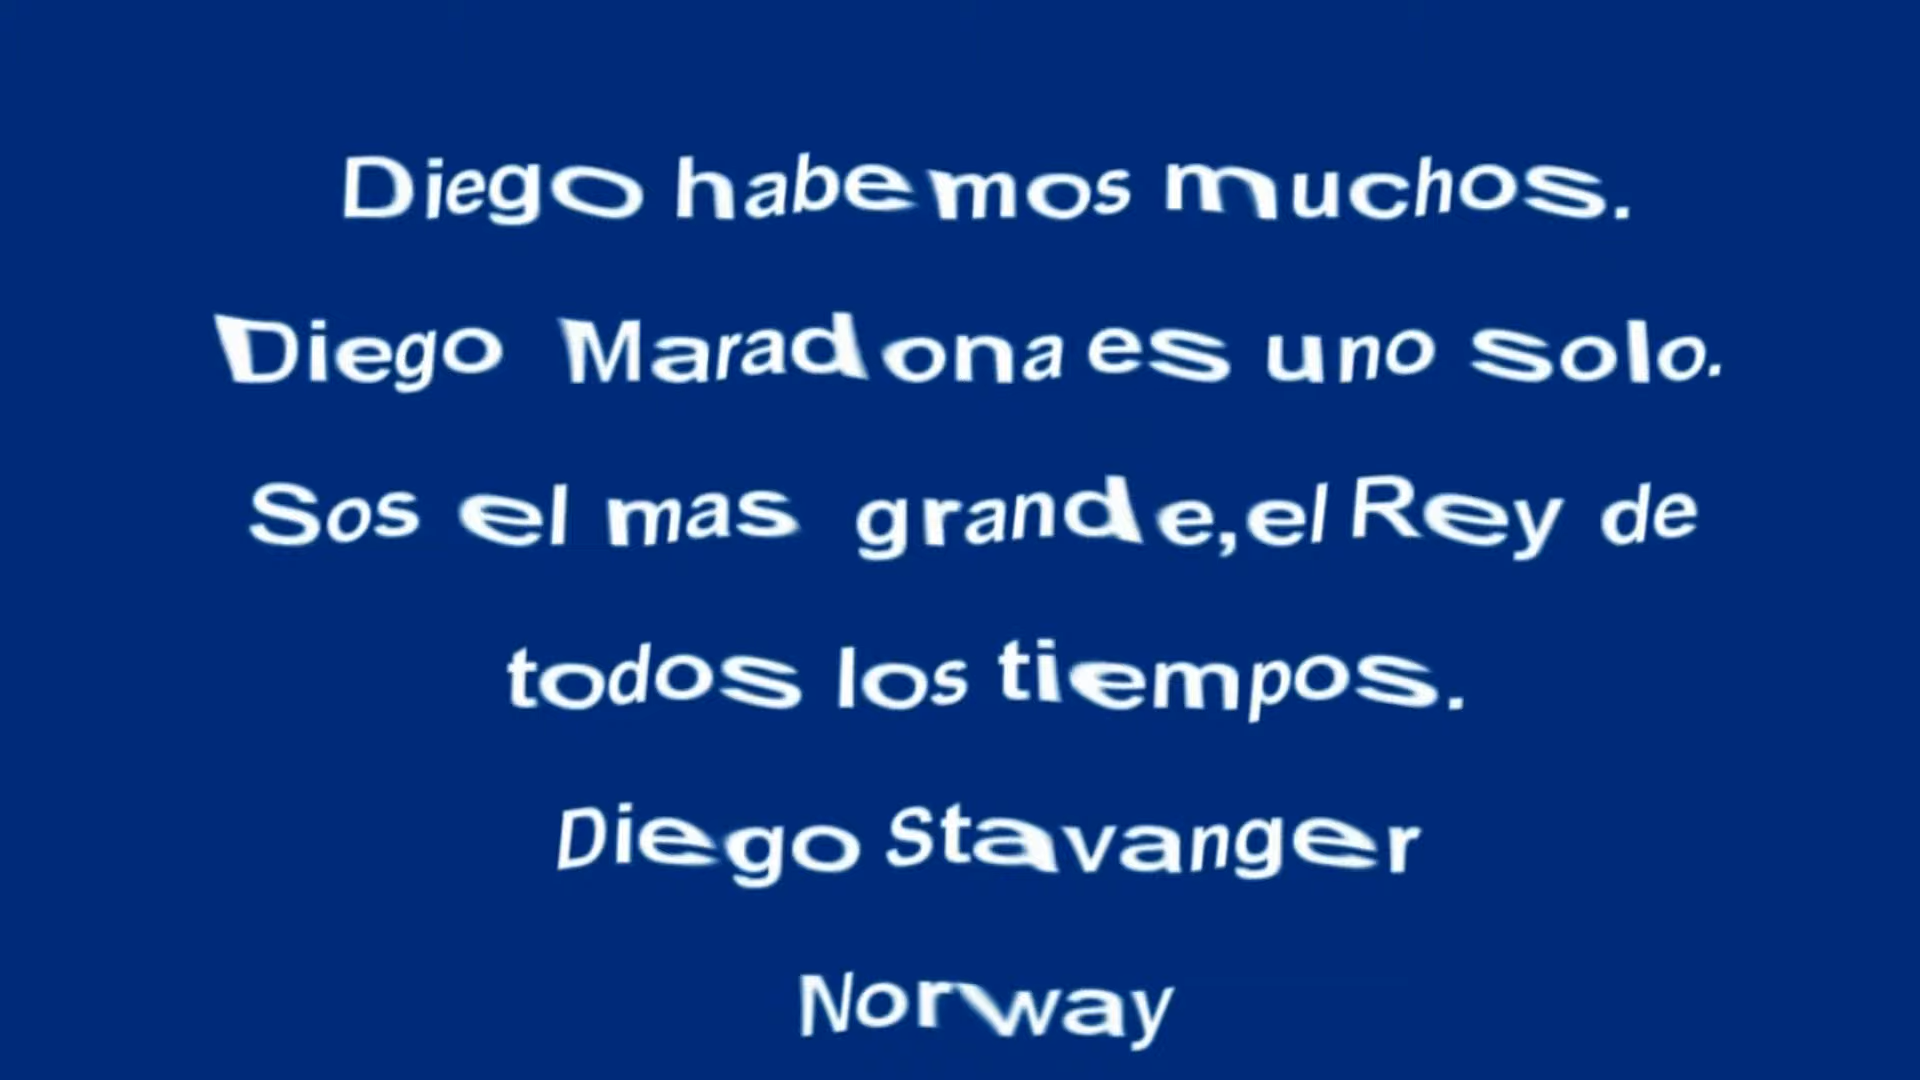 Diego habemos muchos.
Diego Maradona es uno solo.
Sos el mas grande,el Rey de
todos los tiempos.
Diego Stavanger
Norway